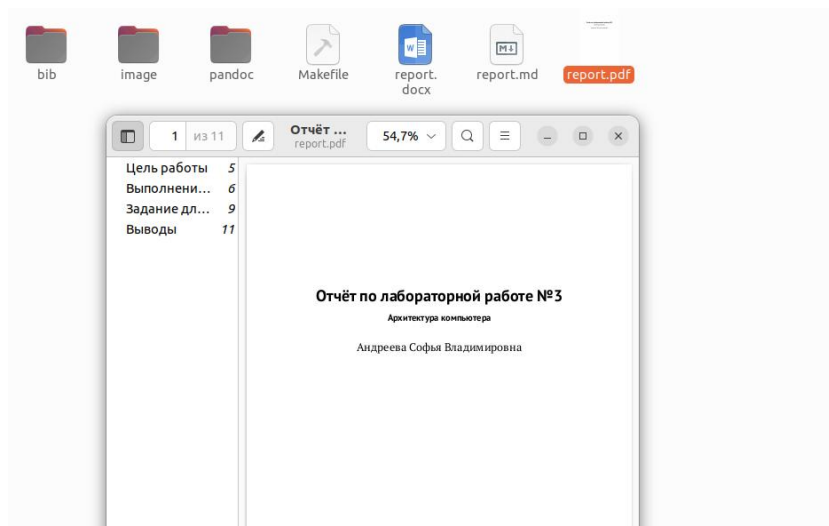 bib
image
pandoc
Makefile
report.
docx
report.md
report.pdf
1 из 11
Отчёт ...
report.pdf
54,7%
Цель работы 5
Выполнени... 6
Задание дл... 9
Выводы 11
Отчёт по лабораторной работе №3
Архитектура компьютера
Андреева Софья Владимировна